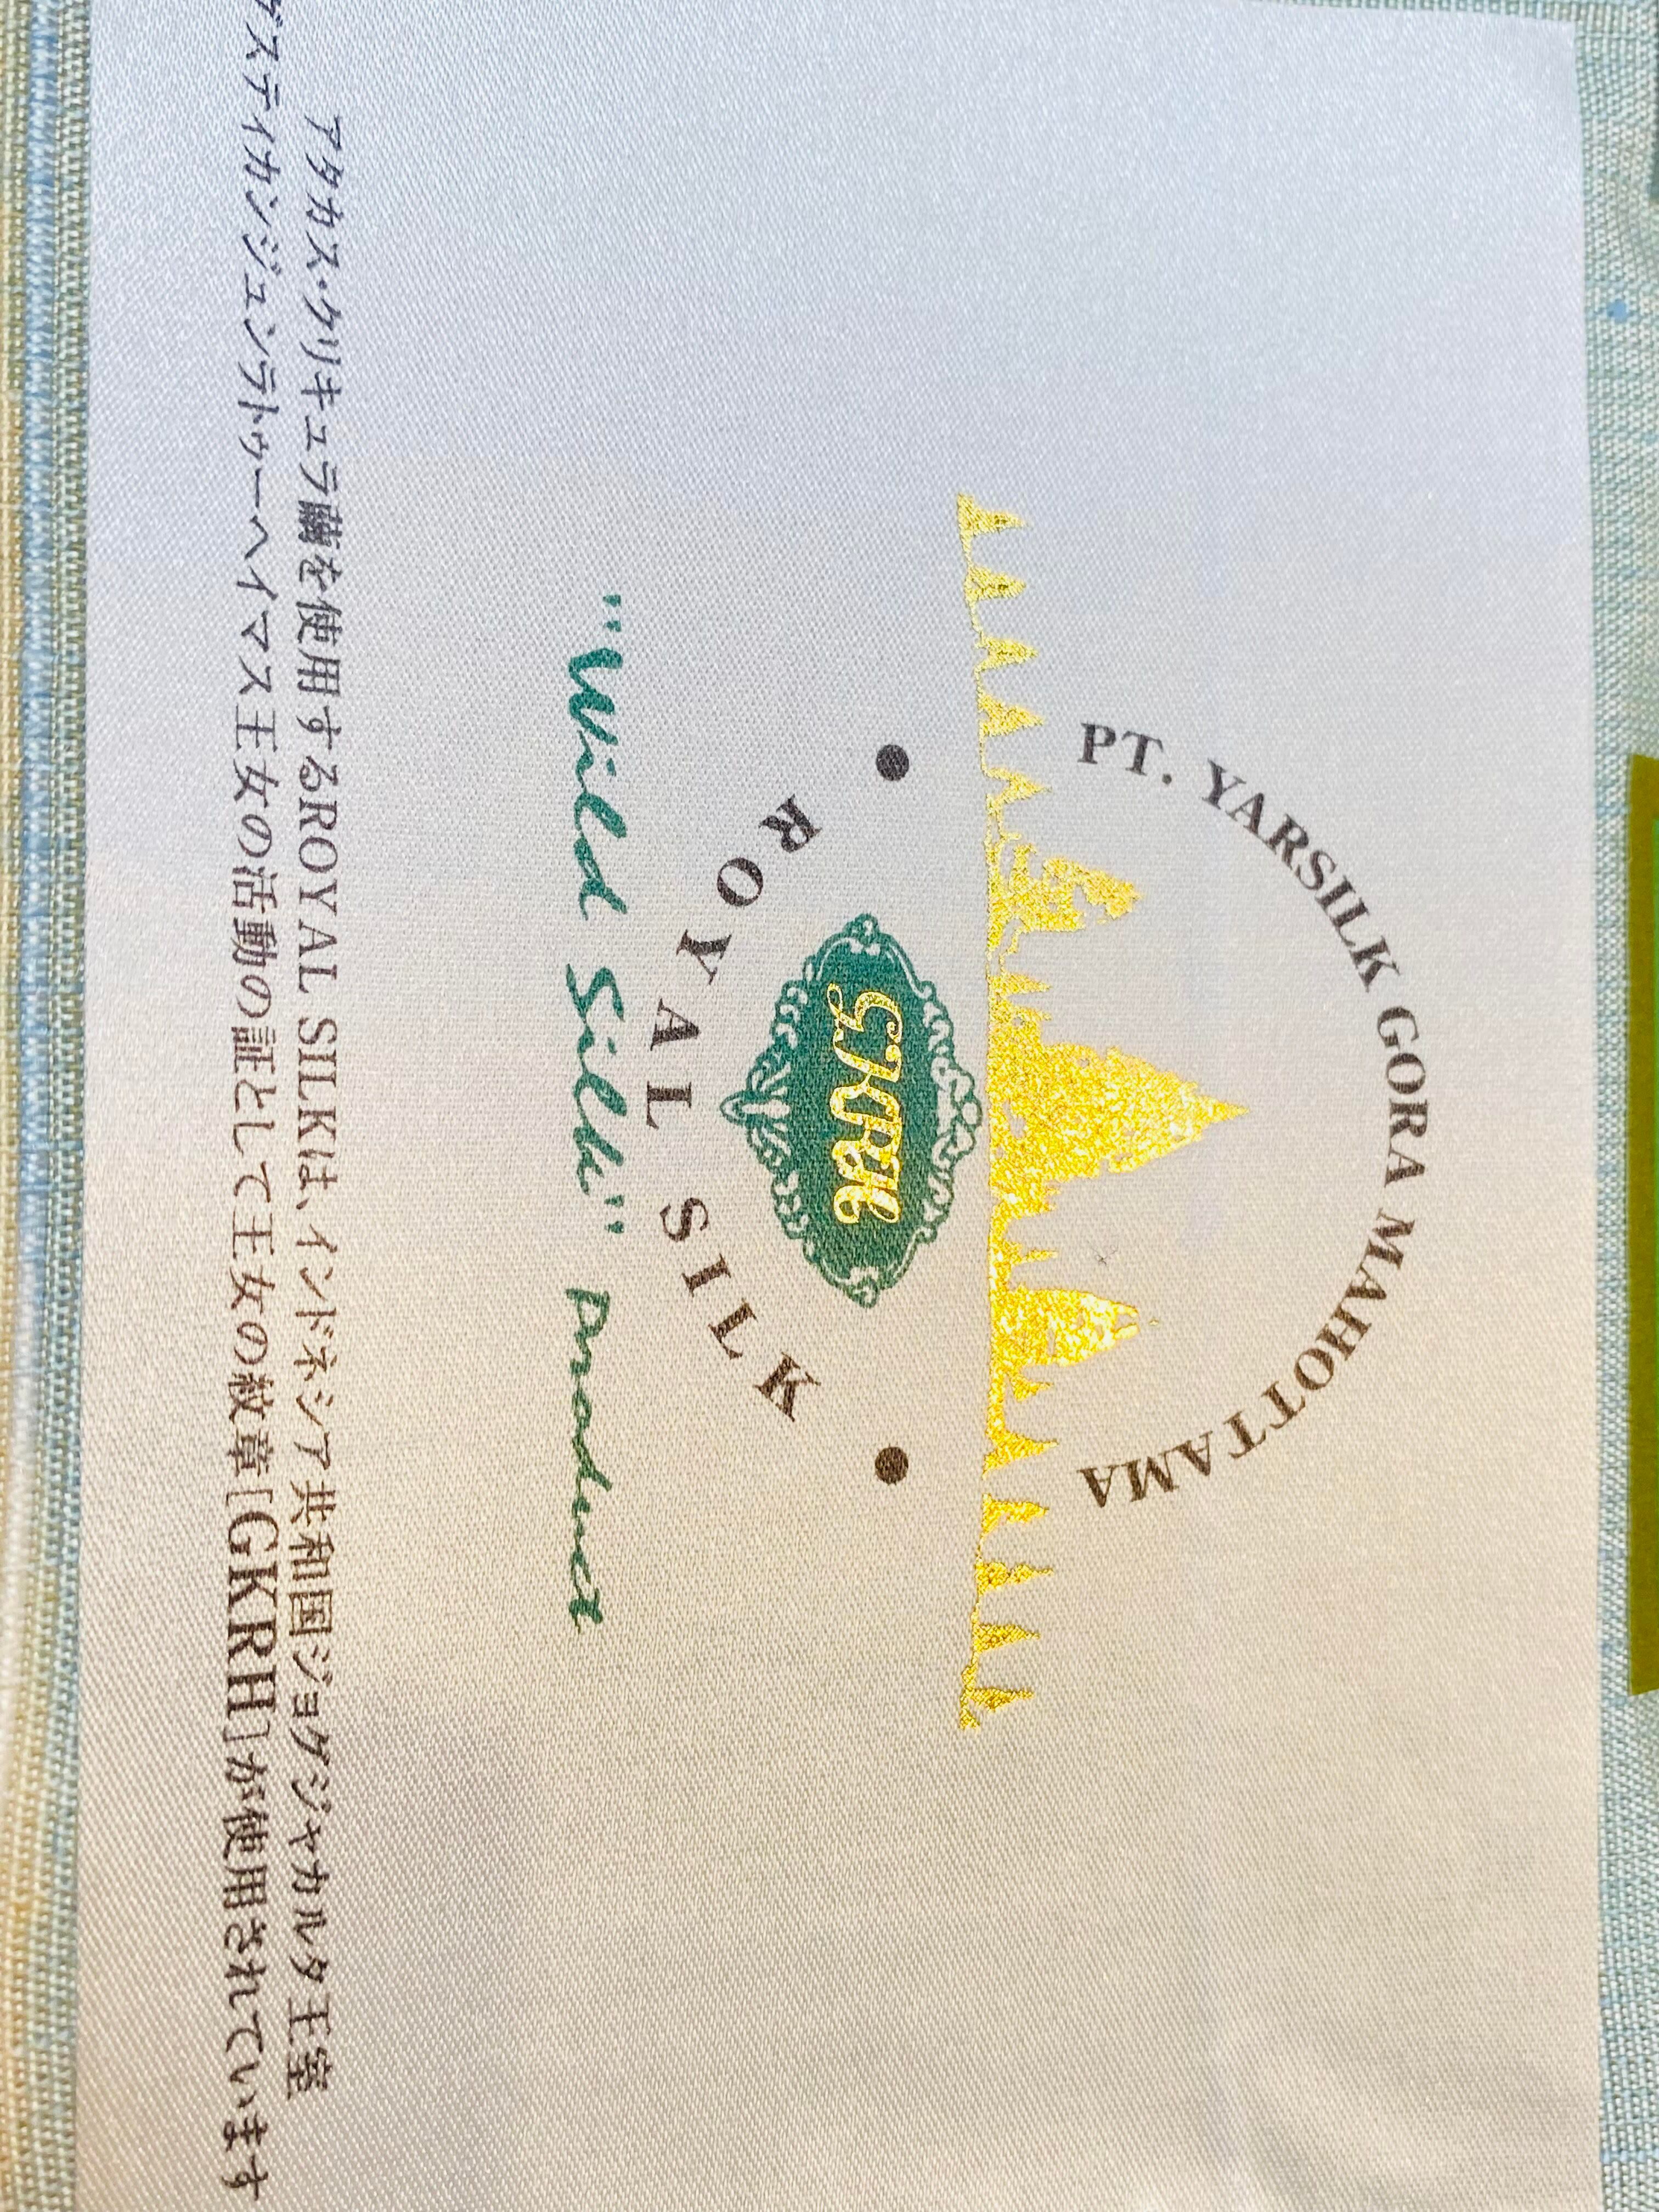 PT. YARSILK GORA MAHOTTAMA
GKRH
• ROYAL SILK •
"Wild Silk" Product
アタカス・クリキュラ繭を使用するROYAL SILKは、インドネシア共和国ジョグジャカルタ王室
グスティカンジュンラトゥーヘイマス王女の活動の証として王女の紋章[GKRH]が使用されています